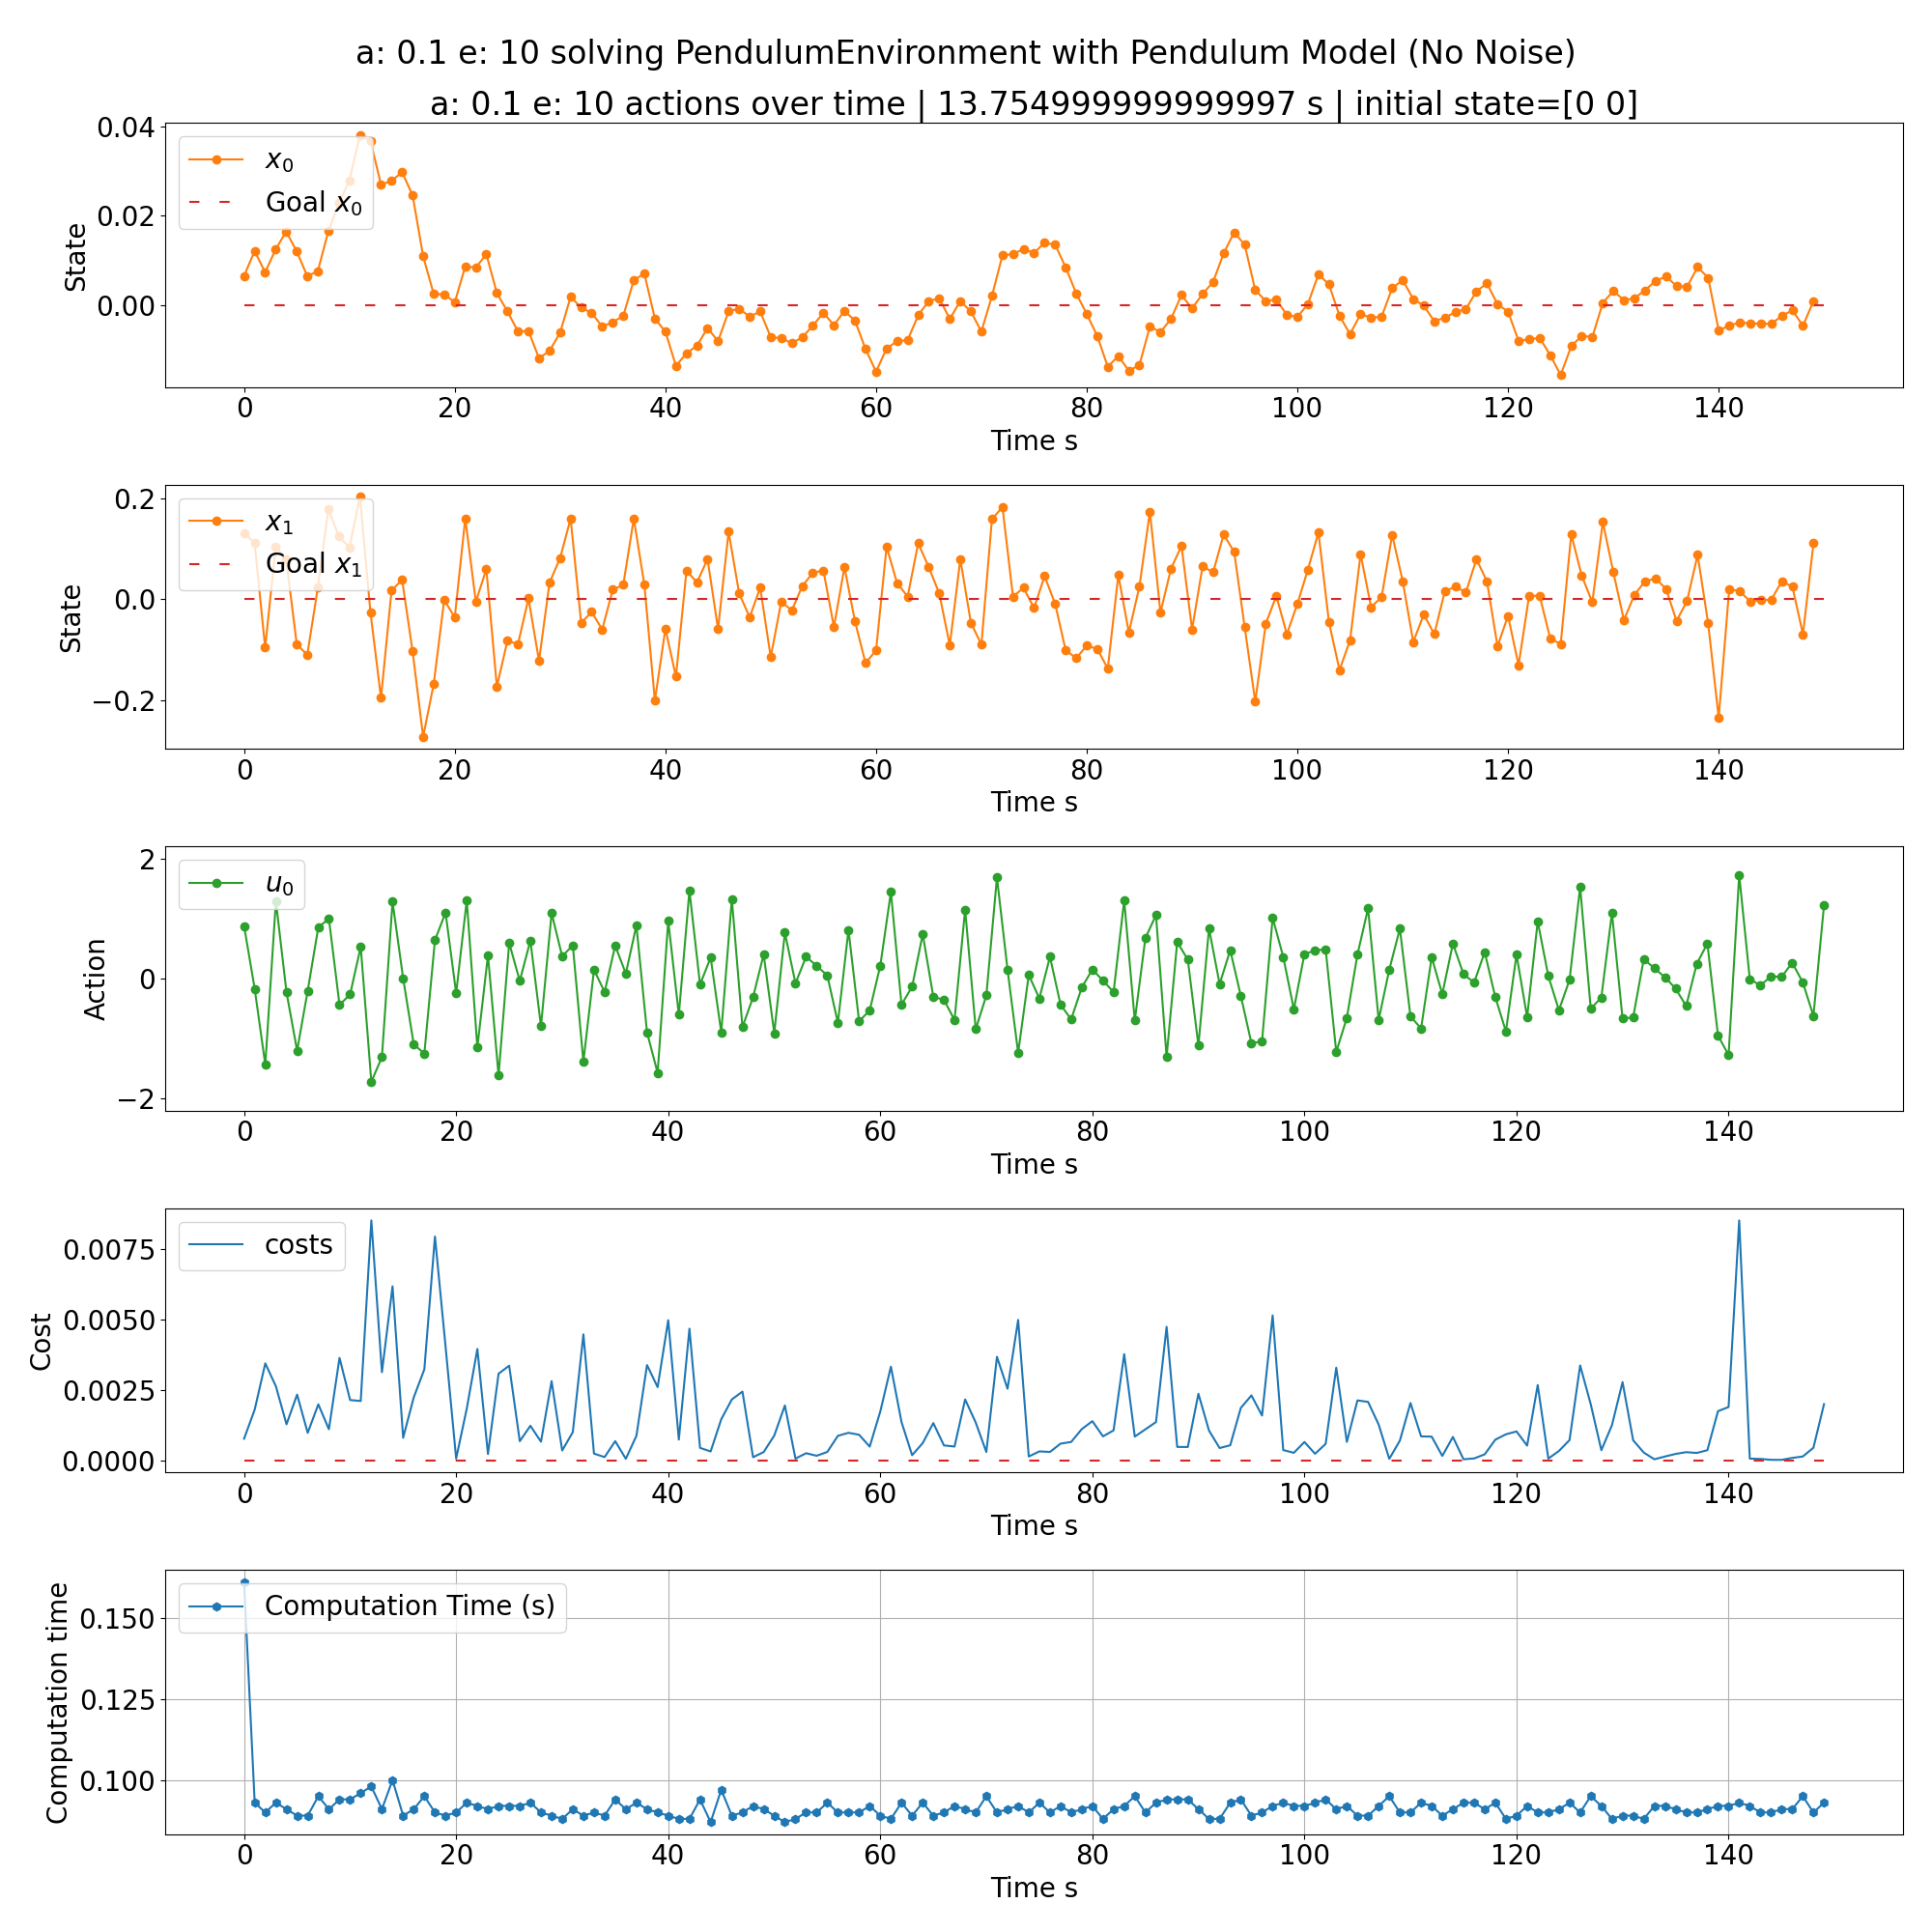 a: 0.1 e: 10 solving PendulumEnvironment with Pendulum Model (No Noise)
a: 0.1 e: 10 actions over time | 13.754999999999997 s | initial state=[0 0]
0.04
0.02
0.00
State
x0
Goal x0
0 20 40 60 80 100 120 140
Time s
0.2
0.0
−0.2
State
x1
Goal x1
0 20 40 60 80 100 120 140
Time s
2
0
−2
Action
u0
0 20 40 60 80 100 120 140
Time s
0.0075
0.0050
0.0025
0.0000
Cost
costs
0 20 40 60 80 100 120 140
Time s
0.150
0.125
0.100
Computation time
Computation Time (s)
0 20 40 60 80 100 120 140
Time s